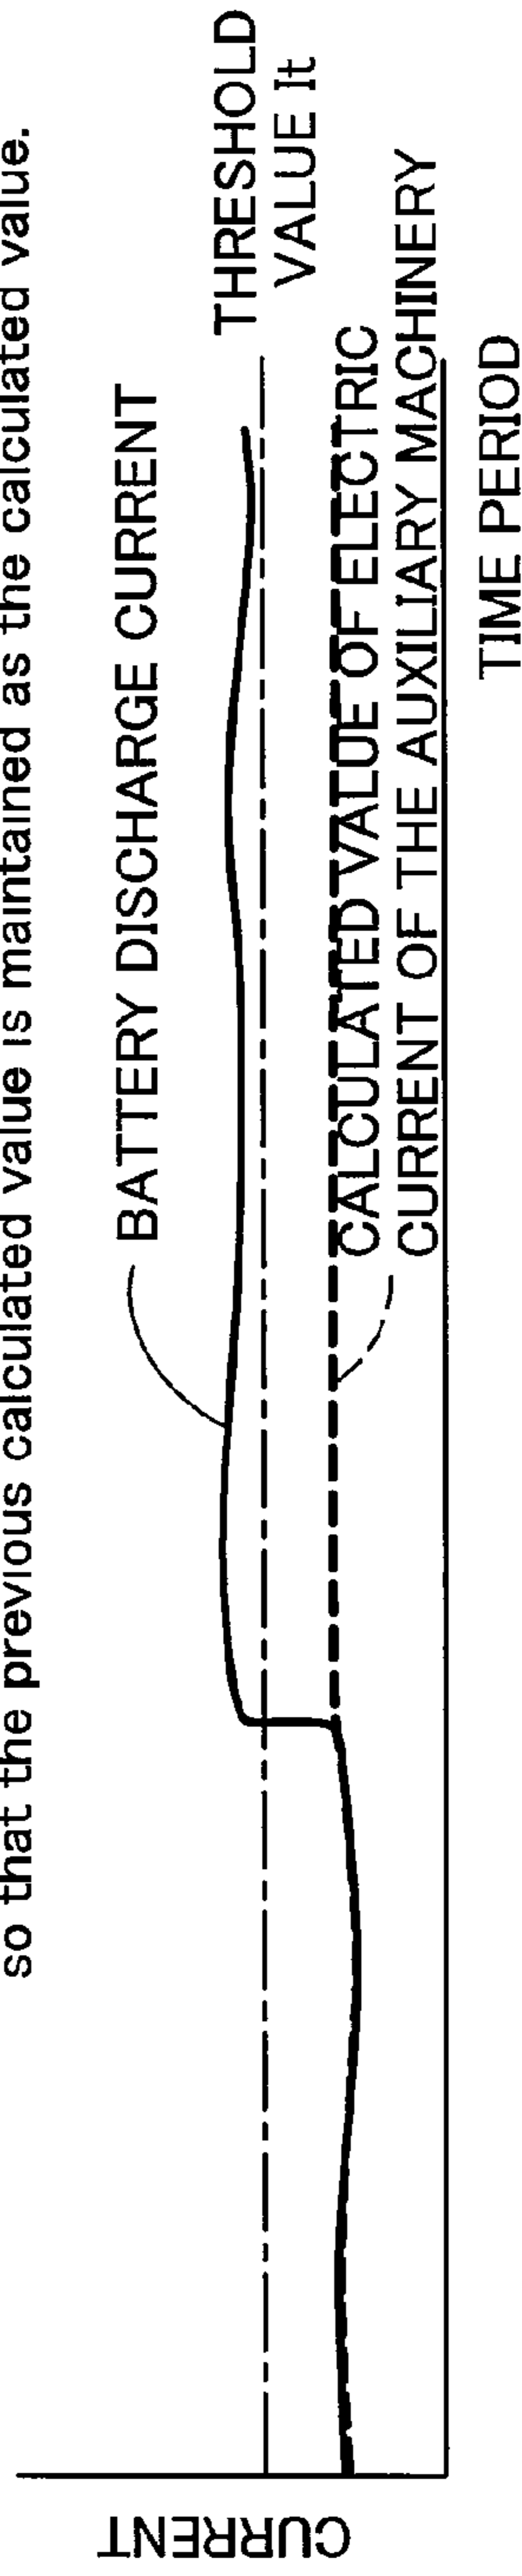 so that the previous calculated value is maintained as the calculated value.
BATTERY DISCHARGE CURRENT
THRESHOLD
VALUE It
CALCULATED VALUE OF ELECTRIC
CURRENT OF THE AUXILIARY MACHINERY
TIME PERIOD
CURRENT